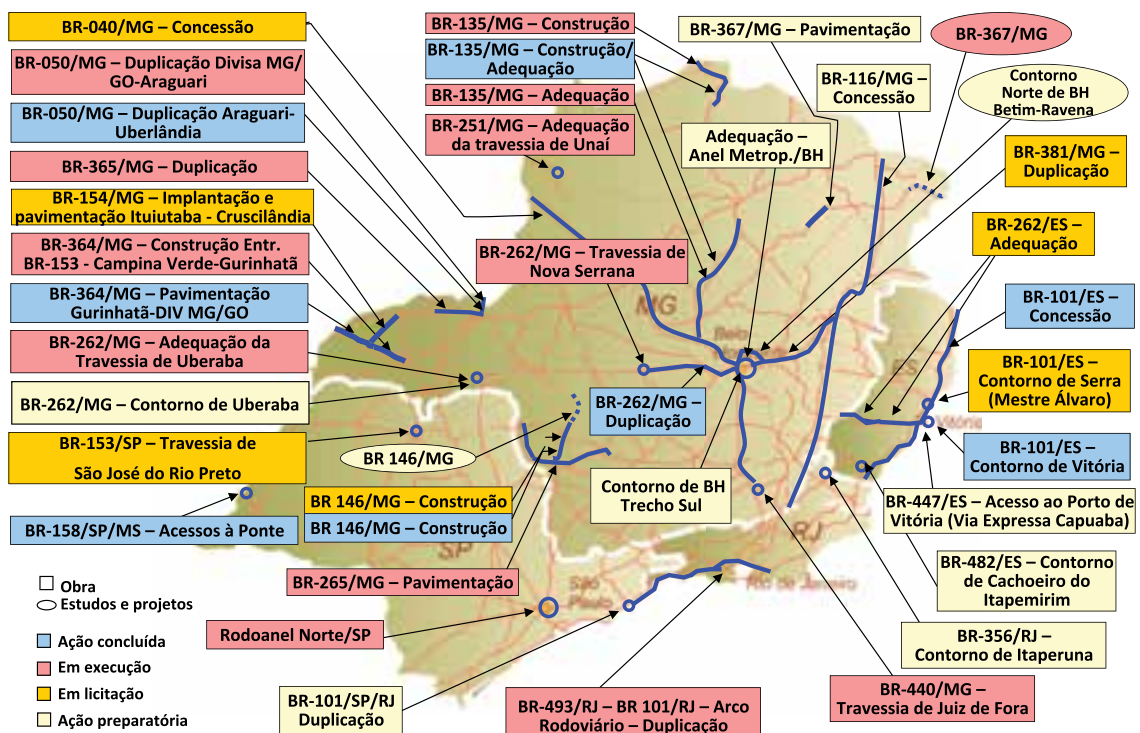 BR-040/MG – Concessão
BR-050/MG – Duplicação Divisa MG/
GO-Araguari
BR-050/MG – Duplicação Araguari-
Uberlândia
BR-365/MG – Duplicação
BR-154/MG – Implantação e
pavimentação Ituiutaba - Cruscilândia
BR-364/MG – Construção Entr.
BR-153 - Campina Verde-Gurinhatã
BR-364/MG – Pavimentação
Gurinhatã-DIV MG/GO
BR-262/MG – Adequação da
Travessia de Uberaba
BR-262/MG – Contorno de Uberaba
BR-153/SP – Travessia de
São José do Rio Preto
BR-158/SP/MS – Acessos à Ponte
BR-135/MG – Construção
BR-135/MG – Construção/
Adequação
BR-135/MG – Adequação
BR-251/MG – Adequação
da travessia de Unaí
BR-262/MG – Travessia de
Nova Serrana
BR-367/MG – Pavimentação
BR-116/MG –
Concessão
Adequação –
Anel Metrop./BH
BR-367/MG
Contorno
Norte de BH
Betim-Ravena
BR-381/MG –
Duplicação
BR-262/ES –
Adequação
BR-101/ES –
Concessão
BR-101/ES –
Contorno de Serra
(Mestre Álvaro)
BR-101/ES –
Contorno de Vitória
BR-447/ES – Acesso ao Porto de
Vitória (Via Expressa Capuaba)
BR-482/ES – Contorno
de Cachoeiro do
Itapemirim
BR-356/RJ –
Contorno de Itaperuna
BR-440/MG –
Travessia de Juiz de Fora
BR-262/MG –
Duplicação
Contorno de BH
Trecho Sul
BR 146/MG
BR 146/MG – Construção
BR 146/MG – Construção
BR-265/MG – Pavimentação
Rodoanel Norte/SP
BR-101/SP/RJ
Duplicação
BR-493/RJ – BR 101/RJ – Arco
Rodoviário – Duplicação
MG
ES
SP
RJ
São
Paulo
Rio de Janeiro
Obra
Estudos e projetos
Ação concluída
Em execução
Em licitação
Ação preparatória